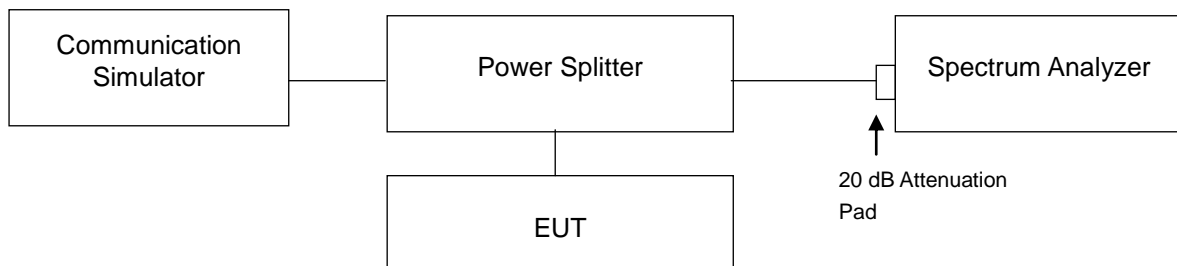 Communication
Simulator
Power Splitter
Spectrum Analyzer
20 dB Attenuation
Pad
EUT